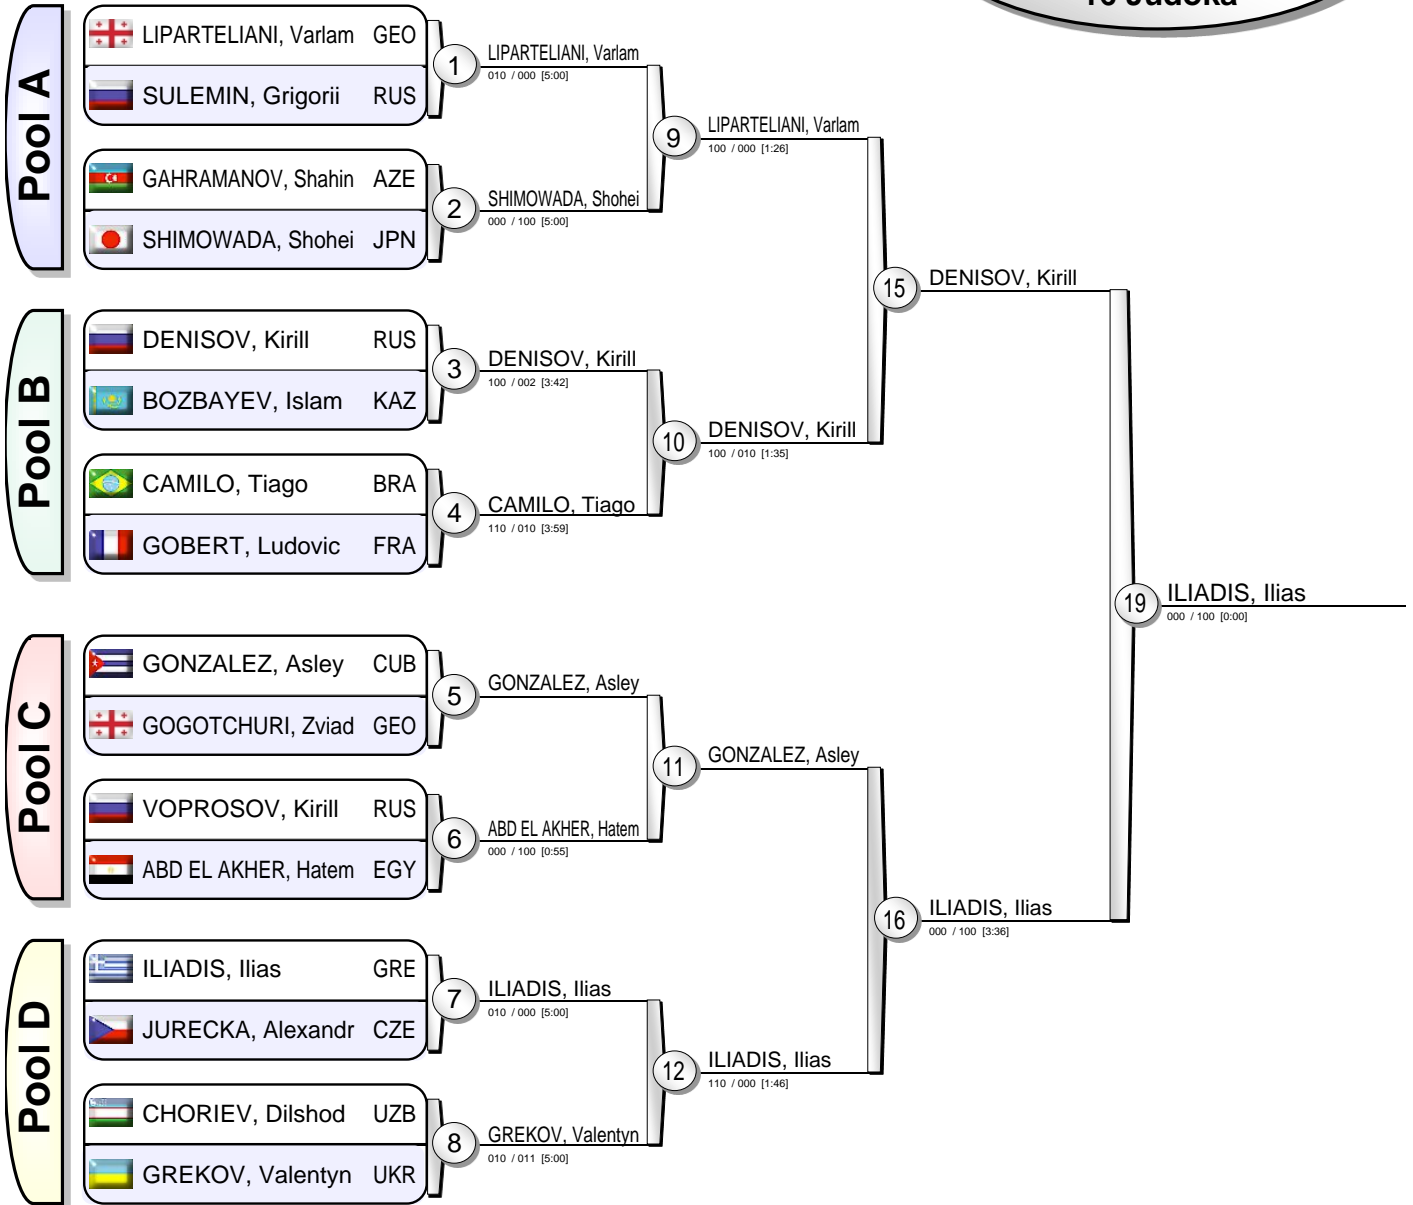 16 Judoka
Pool A
LIPARTELIANI, Varlam GEO
SULEMIN, Grigorii RUS
GAHRAMANOV, Shahin AZE
SHIMOWADA, Shohei JPN
1
LIPARTELIANI, Varlam
010 / 000 [5:00]
2
SHIMOWADA, Shohei
000 / 100 [5:00]
9
LIPARTELIANI, Varlam
100 / 000 [1:26]
Pool B
DENISOV, Kirill RUS
BOZBAYEV, Islam KAZ
CAMILO, Tiago BRA
GOBERT, Ludovic FRA
3
DENISOV, Kirill
100 / 002 [3:42]
4
CAMILO, Tiago
110 / 010 [3:59]
10
DENISOV, Kirill
100 / 010 [1:35]
15
DENISOV, Kirill
Pool C
GONZALEZ, Asley CUB
GOGOTCHURI, Zviad GEO
VOPROSOV, Kirill RUS
ABD EL AKHER, Hatem EGY
5
GONZALEZ, Asley
6
ABD EL AKHER, Hatem
000 / 100 [0:55]
11
GONZALEZ, Asley
Pool D
ILIADIS, Ilias GRE
JURECKA, Alexandr CZE
CHORIEV, Dilshod UZB
GREKOV, Valentyn UKR
7
ILIADIS, Ilias
010 / 000 [5:00]
8
GREKOV, Valentyn
010 / 011 [5:00]
12
ILIADIS, Ilias
110 / 000 [1:46]
16
ILIADIS, Ilias
000 / 100 [3:36]
19
ILIADIS, Ilias
000 / 100 [0:00]